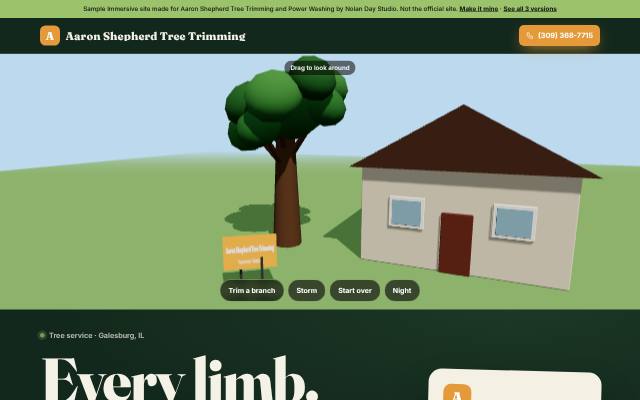 Sample Immersive site made for Aaron Shepherd Tree Trimming and Power Washing by Nolan Day Studio. Not the official site. Make it mine · See all 3 versions
A Aaron Shepherd Tree Trimming
(309) 368-7715
Drag to look around
Aaron Shepherd Tree Trimming
Trim a branch
Storm
Start over
Night
Tree service · Galesburg, IL
Every limb.
A